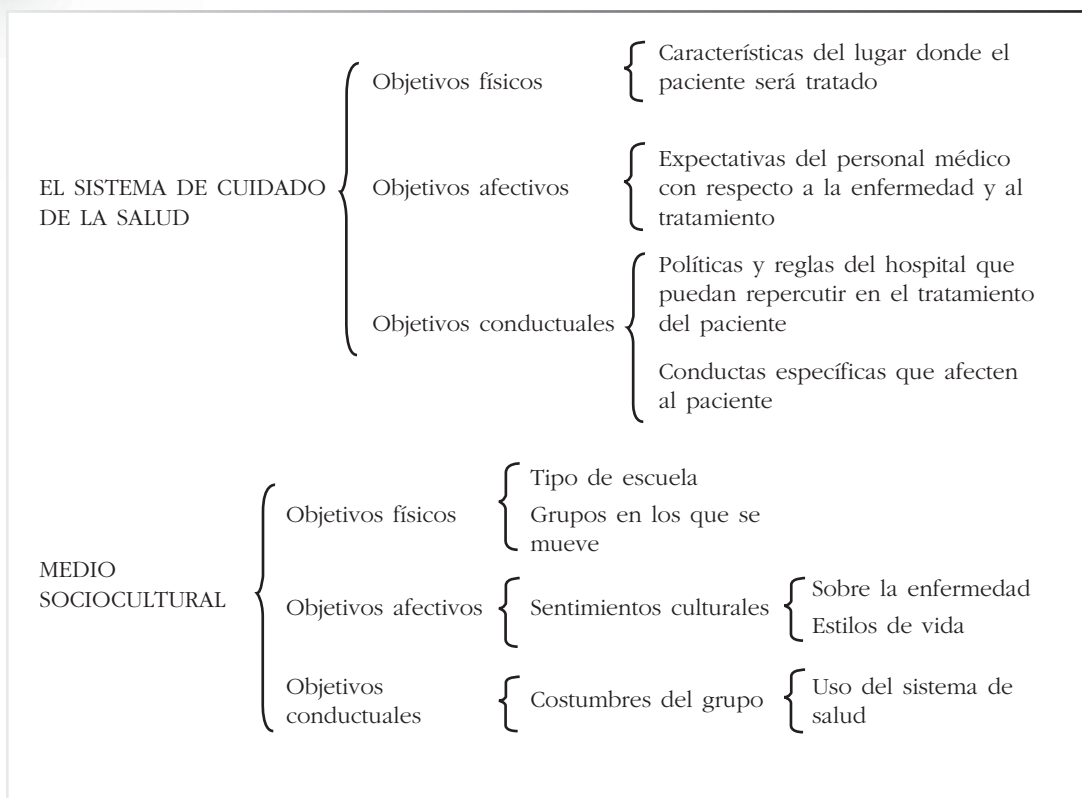 EL SISTEMA DE CUIDADO
DE LA SALUD
Objetivos físicos
Características del lugar donde el
paciente será tratado
Objetivos afectivos
Expectativas del personal médico
con respecto a la enfermedad y al
tratamiento
Objetivos conductuales
Políticas y reglas del hospital que
puedan repercutir en el tratamiento
del paciente
Conductas específicas que afecten
al paciente
MEDIO
SOCIOCULTURAL
Objetivos físicos
Tipo de escuela
Grupos en los que se
mueve
Objetivos afectivos
Sentimientos culturales
Sobre la enfermedad
Estilos de vida
Objetivos
conductuales
Costumbres del grupo
Uso del sistema de
salud